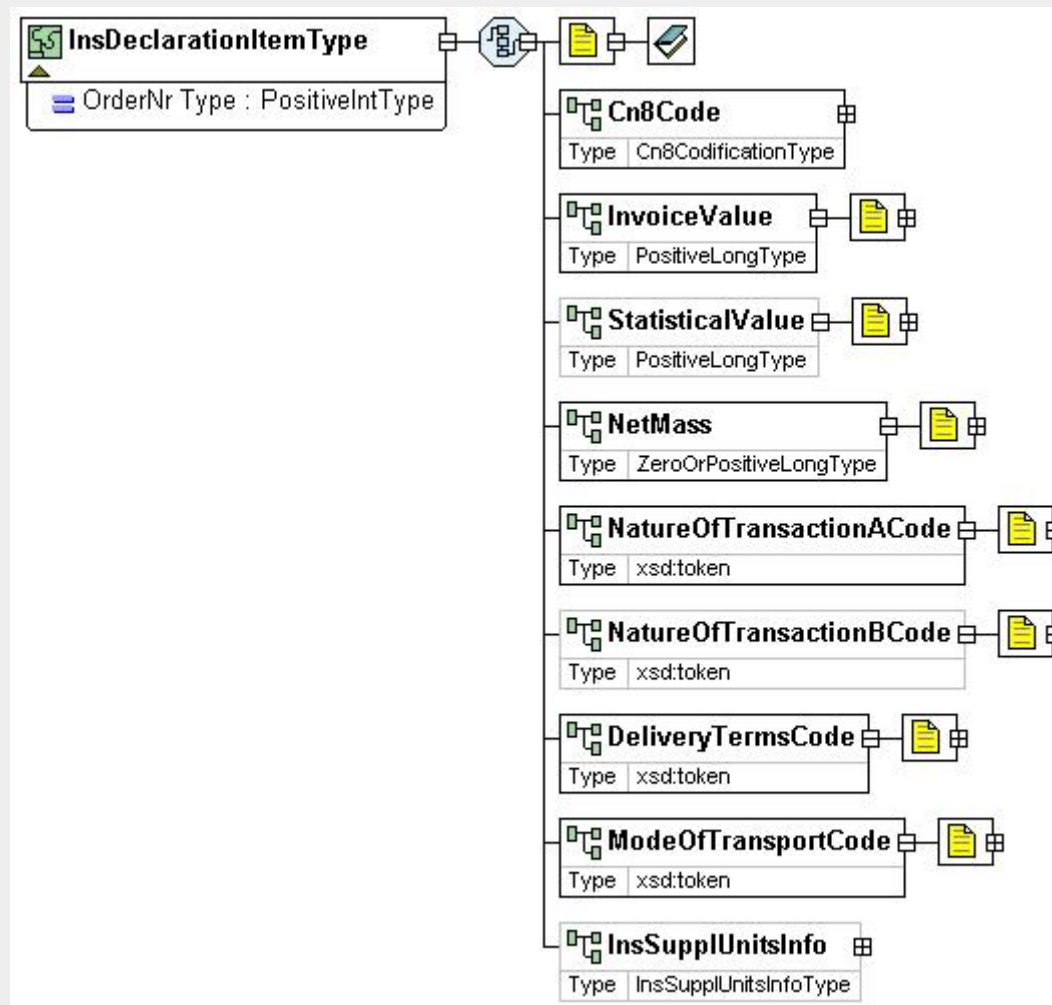 InsDeclarationItemType
OrderNr Type : PositiveIntType
Cn8Code
Type Cn8CodificationType
InvoiceValue
Type PositiveLongType
StatisticalValue
Type PositiveLongType
NetMass
Type ZeroOrPositiveLongType
NatureOfTransactionACode
Type xsd:token
NatureOfTransactionBCode
Type xsd:token
DeliveryTermsCode
Type xsd:token
ModeOfTransportCode
Type xsd:token
InsSupplUnitsInfo
Type InsSupplUnitsInfoType